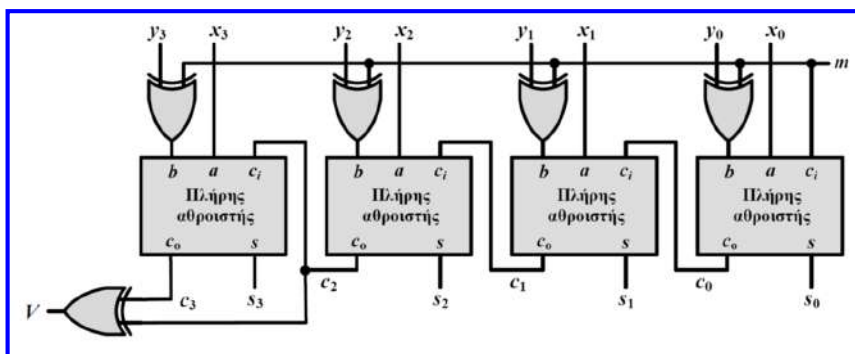 y3 x3 y2 x2 y1 x1 y0 x0
m
b a ci b a ci b a ci b a ci
Πλήρης Πλήρης Πλήρης Πλήρης
αθροιστής αθροιστής αθροιστής αθροιστής
co s co s co s co s
c3 s3 c2 s2 c1 s1 c0 s0
V